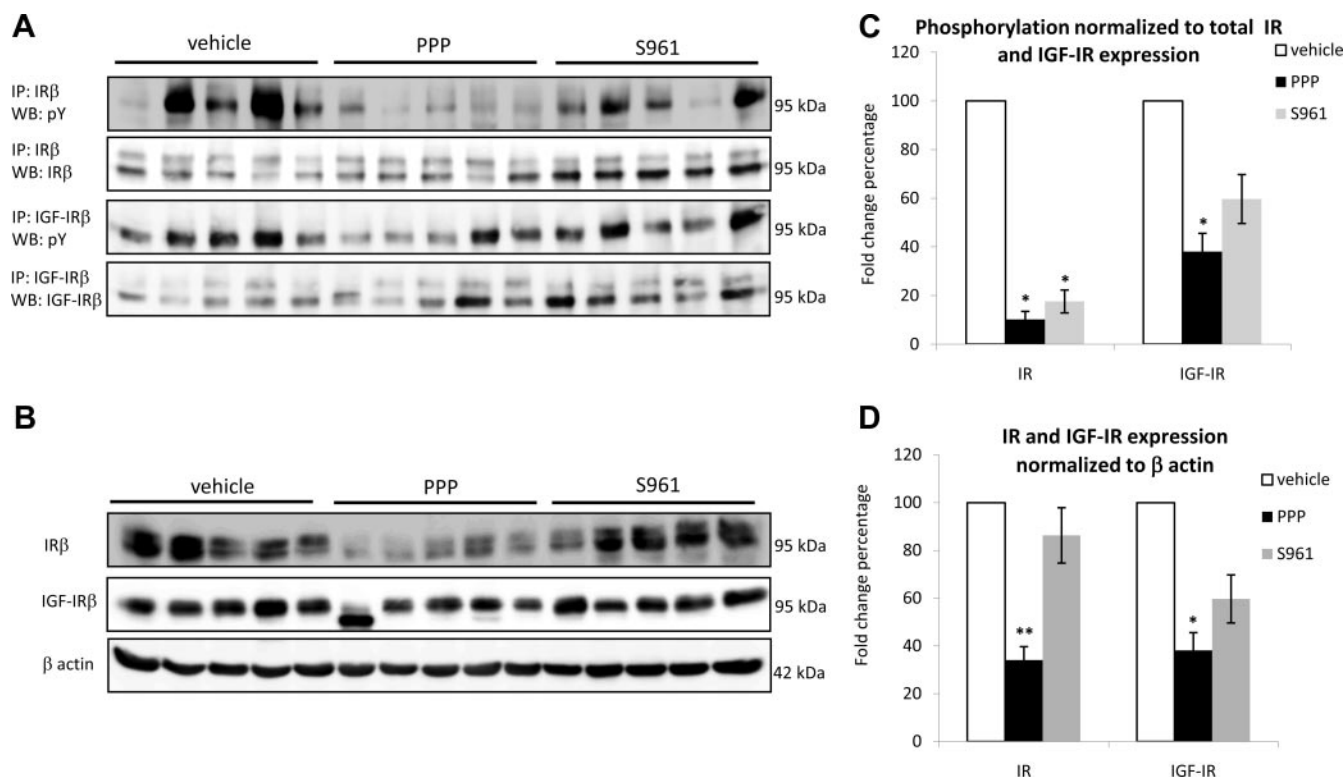 A
vehicle
PPP
S961
IP: IRβ
WB: pY
95 kDa
IP: IRβ
WB: IRβ
95 kDa
IP: IGF-IRβ
WB: pY
95 kDa
IP: IGF-IRβ
WB: IGF-IRβ
95 kDa
B
vehicle
PPP
S961
IRβ
95 kDa
IGF-IRβ
95 kDa
β actin
42 kDa
C
Phosphorylation normalized to total IR
and IGF-IR expression
Fold change percentage
120
100
80
60
40
20
0
*
*
*
IR
IGF-IR
vehicle
PPP
S961
D
IR and IGF-IR expression
normalized to β actin
Fold change percentage
120
100
80
60
40
20
0
**
*
IR
IGF-IR
vehicle
PPP
S961